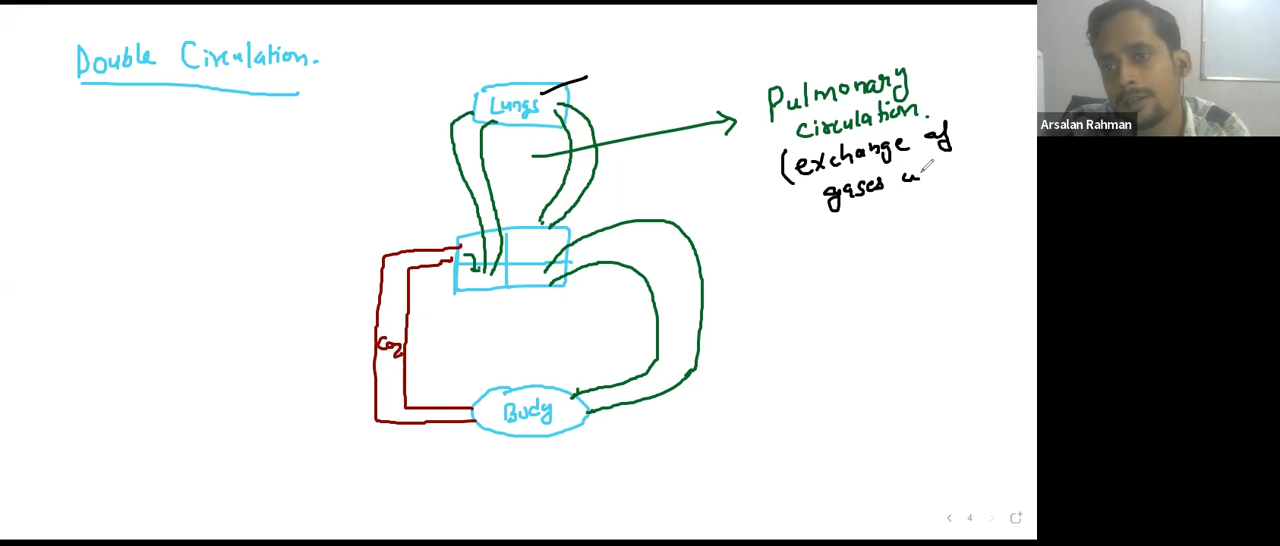 Double Circulation.
Lungs
Pulmonary
circulation.
(exchange of
gases
CO2
Body
Arsalan Rahman
4